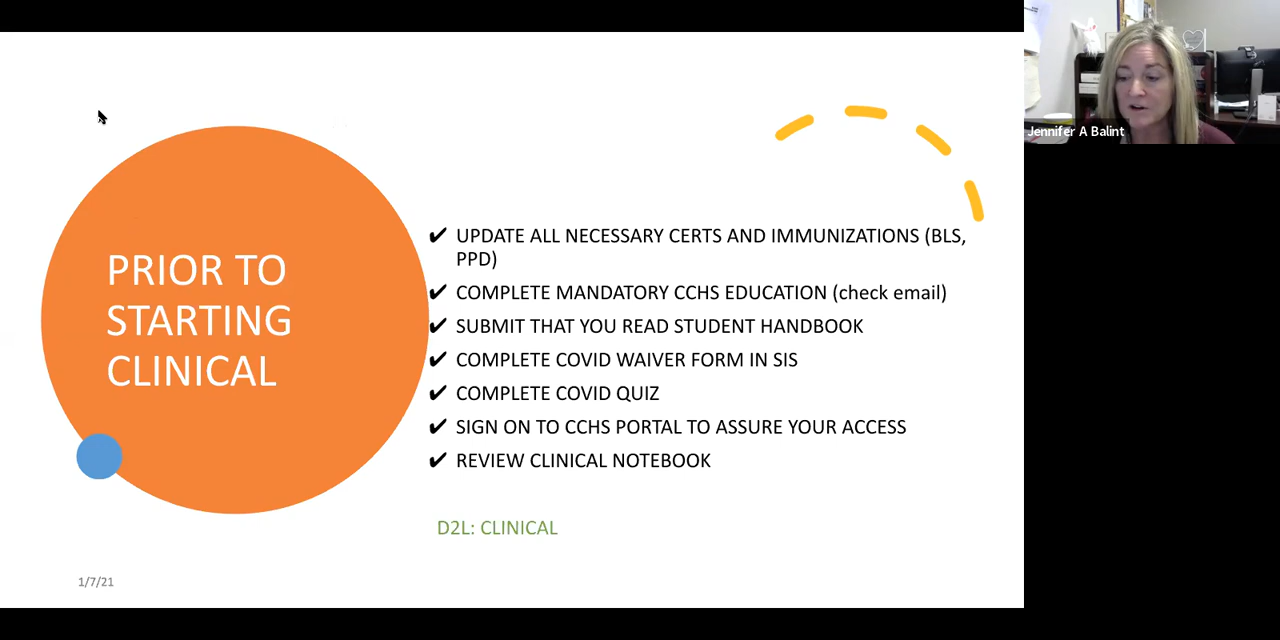 PRIOR TO
STARTING
CLINICAL
✔ UPDATE ALL NECESSARY CERTS AND IMMUNIZATIONS (BLS,
PPD)
✔ COMPLETE MANDATORY CCHS EDUCATION (check email)
✔ SUBMIT THAT YOU READ STUDENT HANDBOOK
✔ COMPLETE COVID WAIVER FORM IN SIS
✔ COMPLETE COVID QUIZ
✔ SIGN ON TO CCHS PORTAL TO ASSURE YOUR ACCESS
✔ REVIEW CLINICAL NOTEBOOK
D2L: CLINICAL
1/7/21
Jennifer A Balint